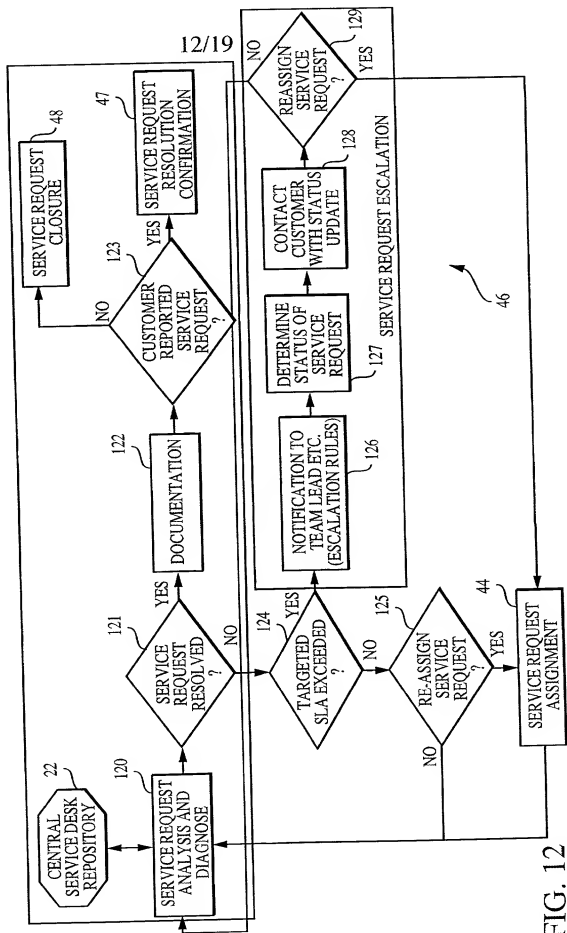 12/19
22
CENTRAL
SERVICE DESK
REPOSITORY
120
SERVICE REQUEST
ANALYSIS AND
DIAGNOSE
121
SERVICE
REQUEST
RESOLVED
?
YES
NO
122
DOCUMENTATION
123
CUSTOMER
REPORTED
SERVICE
REQUEST
?
NO
YES
48
SERVICE REQUEST
CLOSURE
47
SERVICE REQUEST
RESOLUTION
CONFIRMATION
124
TARGETED
SLA EXCEEDED
?
YES
NO
126
NOTIFICATION TO
TEAM LEAD ETC.
(ESCALATION RULES)
127
DETERMINE
STATUS OF
SERVICE
REQUEST
128
CONTACT
CUSTOMER
WITH STATUS
UPDATE
129
REASSIGN
SERVICE
REQUEST
?
NO
YES
SERVICE REQUEST ESCALATION
125
RE-ASSIGN
SERVICE
REQUEST
?
NO
YES
44
SERVICE REQUEST
ASSIGNMENT
46
FIG. 12